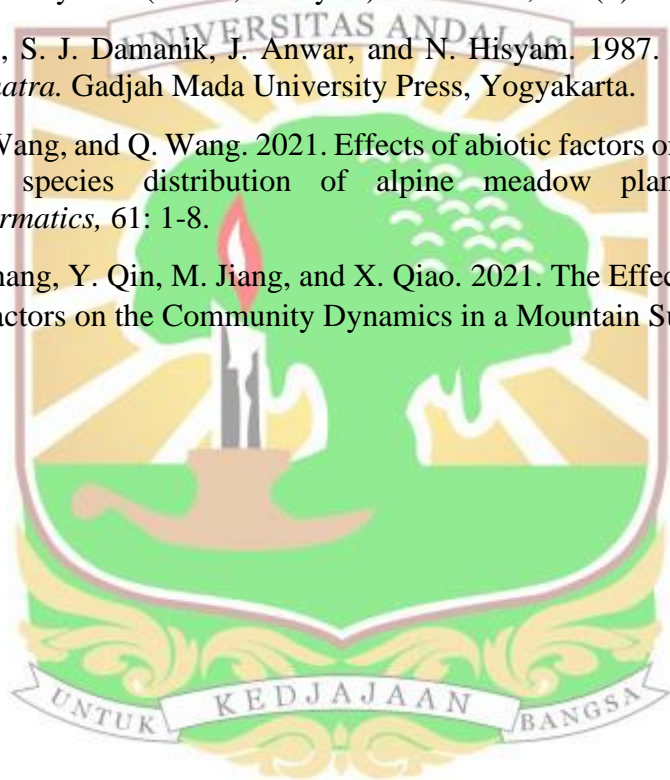 UNIVERSITAS ANDALAS
, S. J. Damanik, J. Anwar, and N. Hisyam. 1987.
atra. Gadjah Mada University Press, Yogyakarta.
Wang, and Q. Wang. 2021. Effects of abiotic factors o
species distribution of alpine meadow plan
rmatics, 61: 1-8.
hang, Y. Qin, M. Jiang, and X. Qiao. 2021. The Effec
actors on the Community Dynamics in a Mountain Su
UNTUK KEDJAJAAN BANGSA